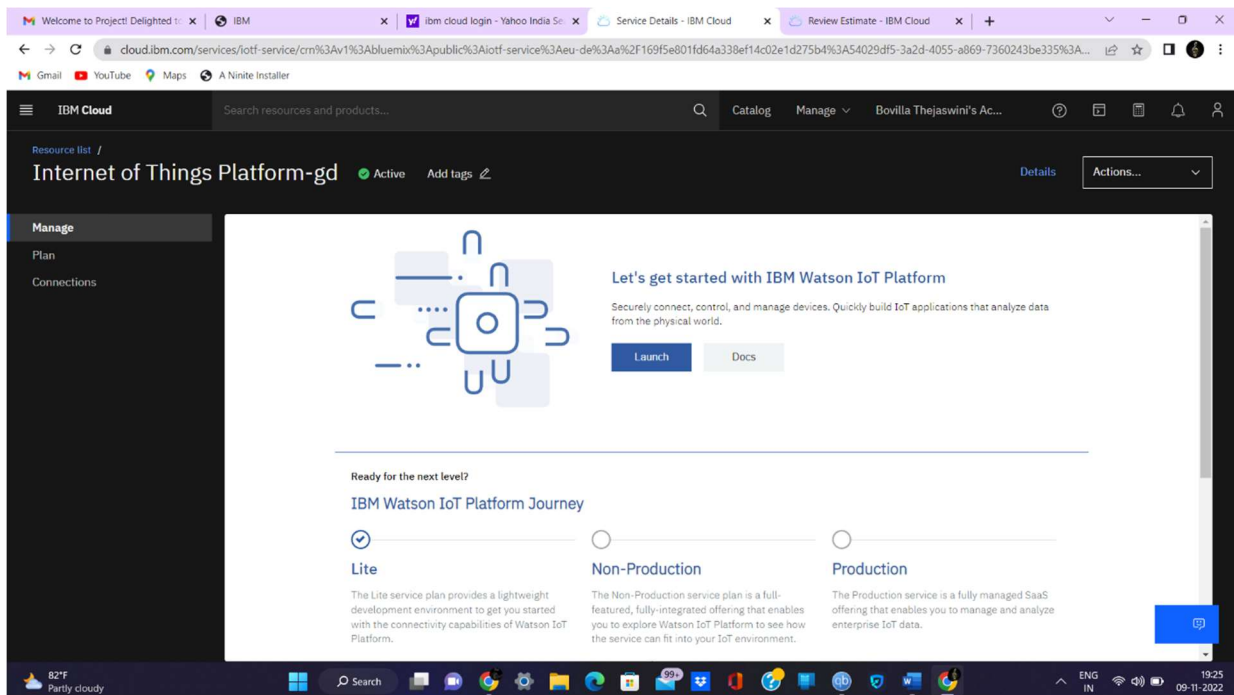 Welcome to Project! Delighted to
IBM
ibm cloud login - Yahoo India Se
Service Details - IBM Cloud
Review Estimate - IBM Cloud
cloud.ibm.com/services/iotf-service/crn%3Av1%3Abluemix%3Apublic%3Aiotf-service%3Aeu-de%3Aa%2F169f5e801fd64a338ef14c02e1d275b4%3A54029df5-3a2d-4055-a869-7360243be335%3A...
Gmail YouTube Maps A Ninite Installer
IBM Cloud
Search resources and products...
Catalog Manage Bovilla Thejaswini's Ac...
Resource list /
Internet of Things Platform-gd Active Add tags
Details Actions...
Manage
Plan
Connections
Let's get started with IBM Watson IoT Platform
Securely connect, control, and manage devices. Quickly build IoT applications that analyze data
from the physical world.
Launch Docs
Ready for the next level?
IBM Watson IoT Platform Journey
Lite
The Lite service plan provides a lightweight
development environment to get you started
with the connectivity capabilities of Watson IoT
Platform.
Non-Production
The Non-Production service plan is a full-
featured, fully-integrated offering that enables
you to explore Watson IoT Platform to see how
the service can fit into your IoT environment.
Production
The Production service is a fully managed SaaS
offering that enables you to manage and analyze
enterprise IoT data.
82°F
Partly cloudy
Search
99+
qb
ENG
IN
19:25
09-11-2022